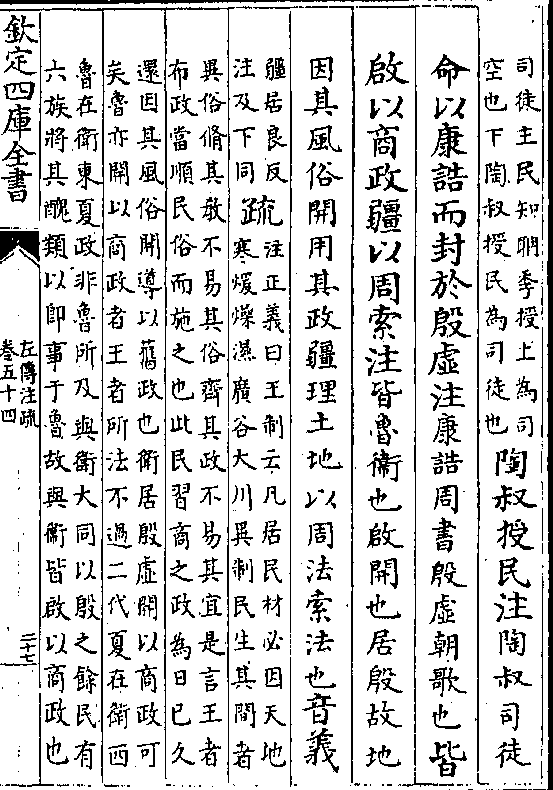 司徒主民知聃季授上為司
空也下陶叔授民為司徒也
陶叔授民注陶叔司徒
命以康誥而封於殷虛注康誥周書殷虛朝歌也皆
啟以商政疆以周索注皆魯衛也啟開也居殷故地
因其風俗開用其政疆理土地以周法索法也音義
疆居良反
注及下同
疏
注正義曰王制云凡居民材必因天地
寒煖燥濕廣谷大川異制民生其間者
異俗脩其教不易其俗齊其政不易其宜是言王者
布政當順民俗而施之也此民習商之政為日已久
還因其風俗開導以舊政也衛居殷虛開以商政可
矣魯亦開以商政者王者所法不過二代夏在衛西
魯在衛東夏政非魯所及與衛大同以殷之餘民有
六族將其醜類以即事于魯故與衛皆啟以商政也
欽定四庫全書
左傳注疏
卷五十四
二十七